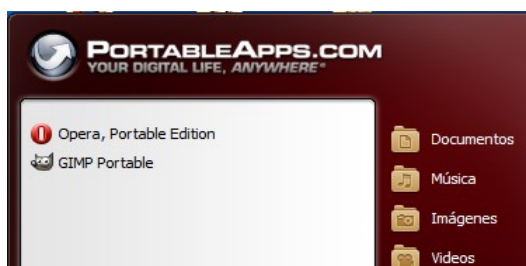 PORTABLEAPPS.COM
YOUR DIGITAL LIFE, ANYWHERE®
Opera, Portable Edition
GIMP Portable
Documentos
Música
Imágenes
Videos